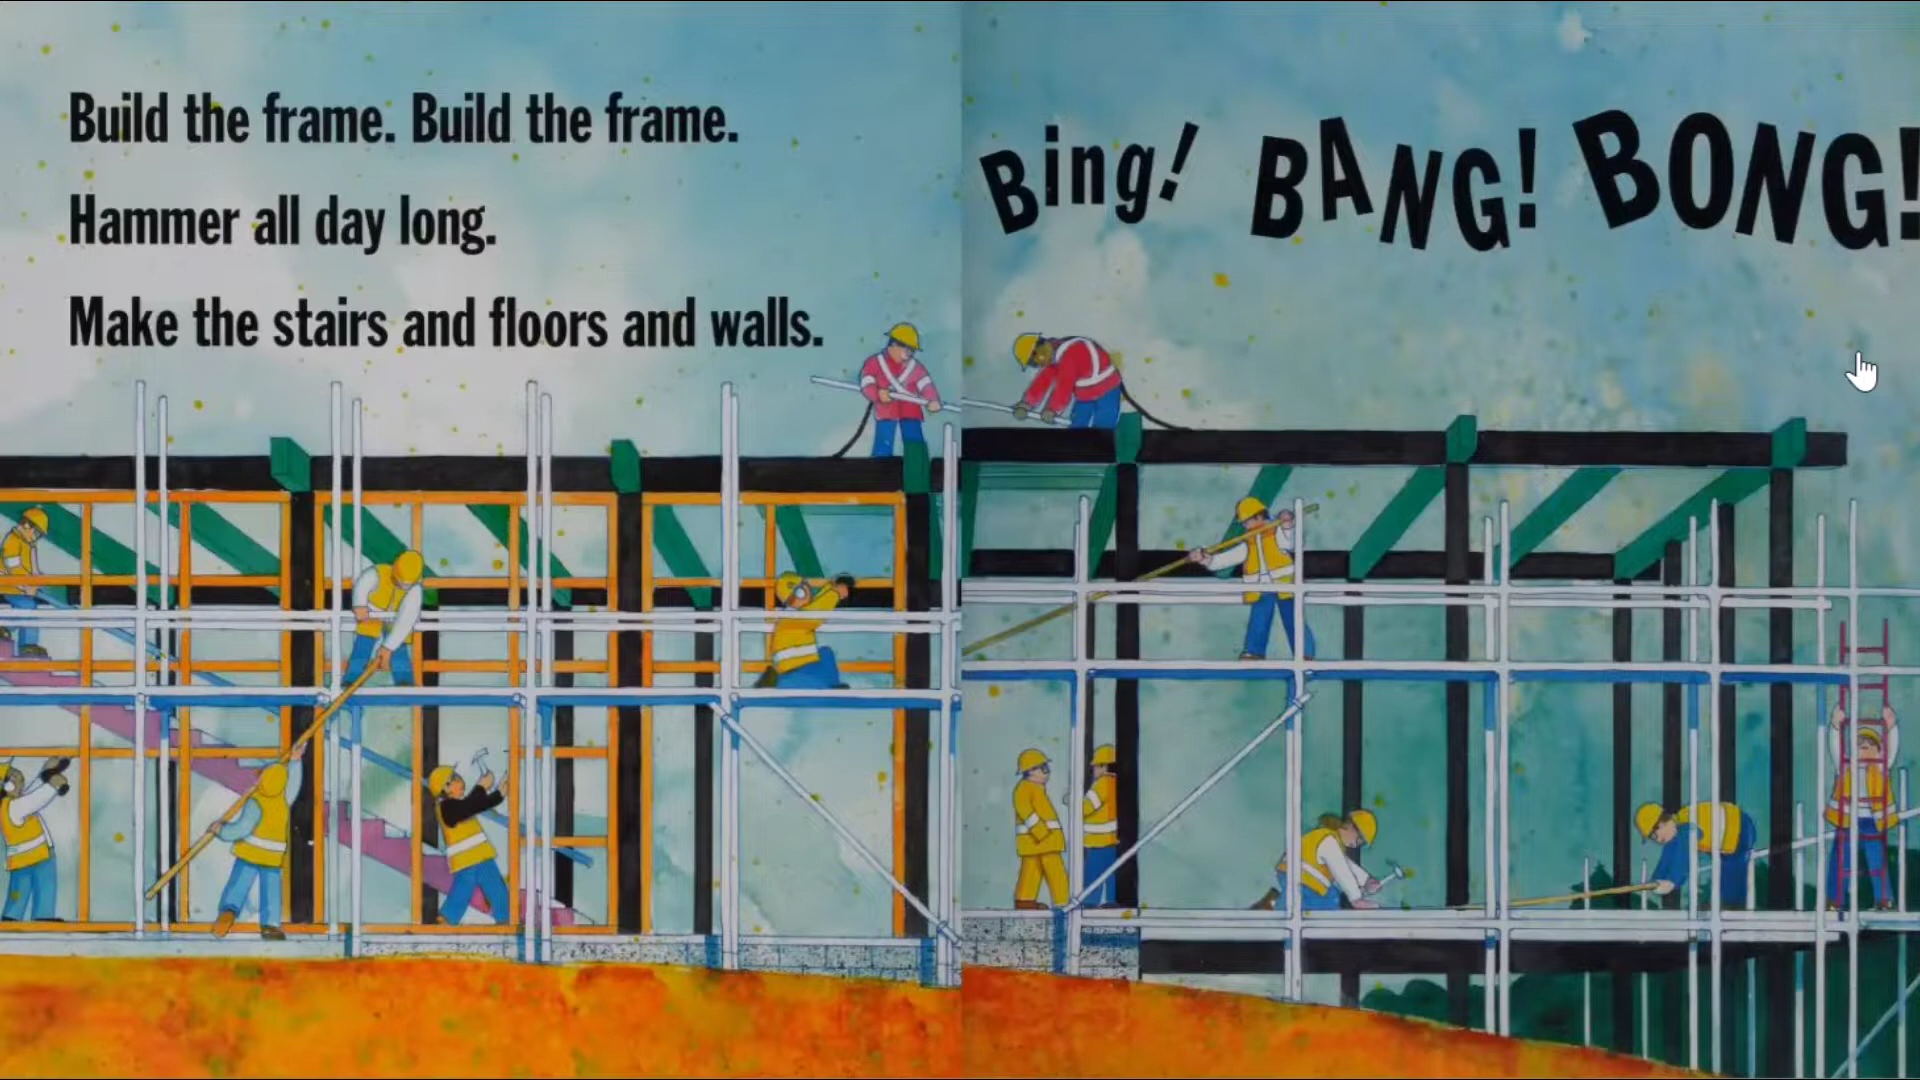 Build the frame. Build the frame.
Hammer all day long.
Make the stairs and floors and walls.
Bing! BANG! BONG!